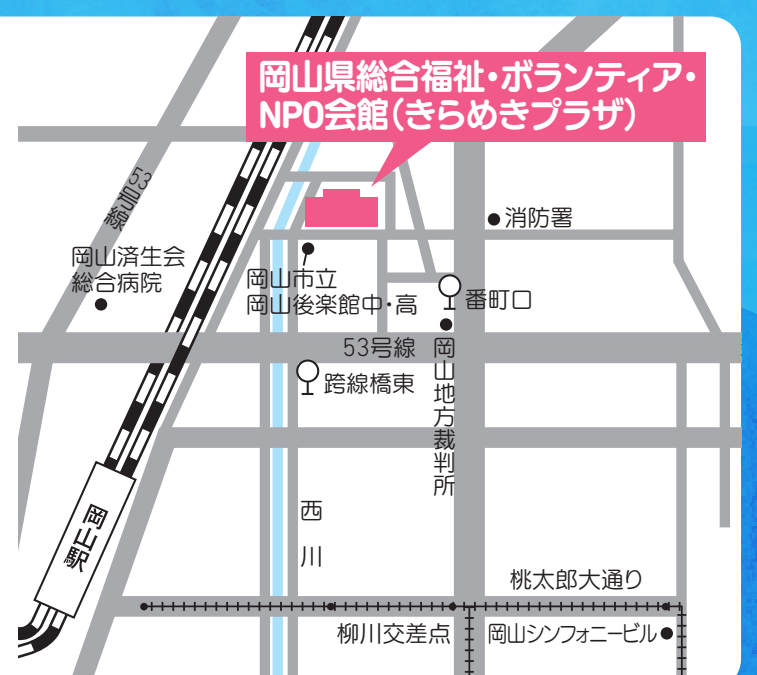 岡山県総合福祉・ボランティア・
NPO会館(きらめきプラザ)
53号線
消防署
岡山済生会
総合病院
岡山市立
岡山後楽館中・高
番町口
53号線
岡山地方裁判所
跨線橋東
岡山駅
西川
桃太郎大通り
柳川交差点
岡山シンフォニービル